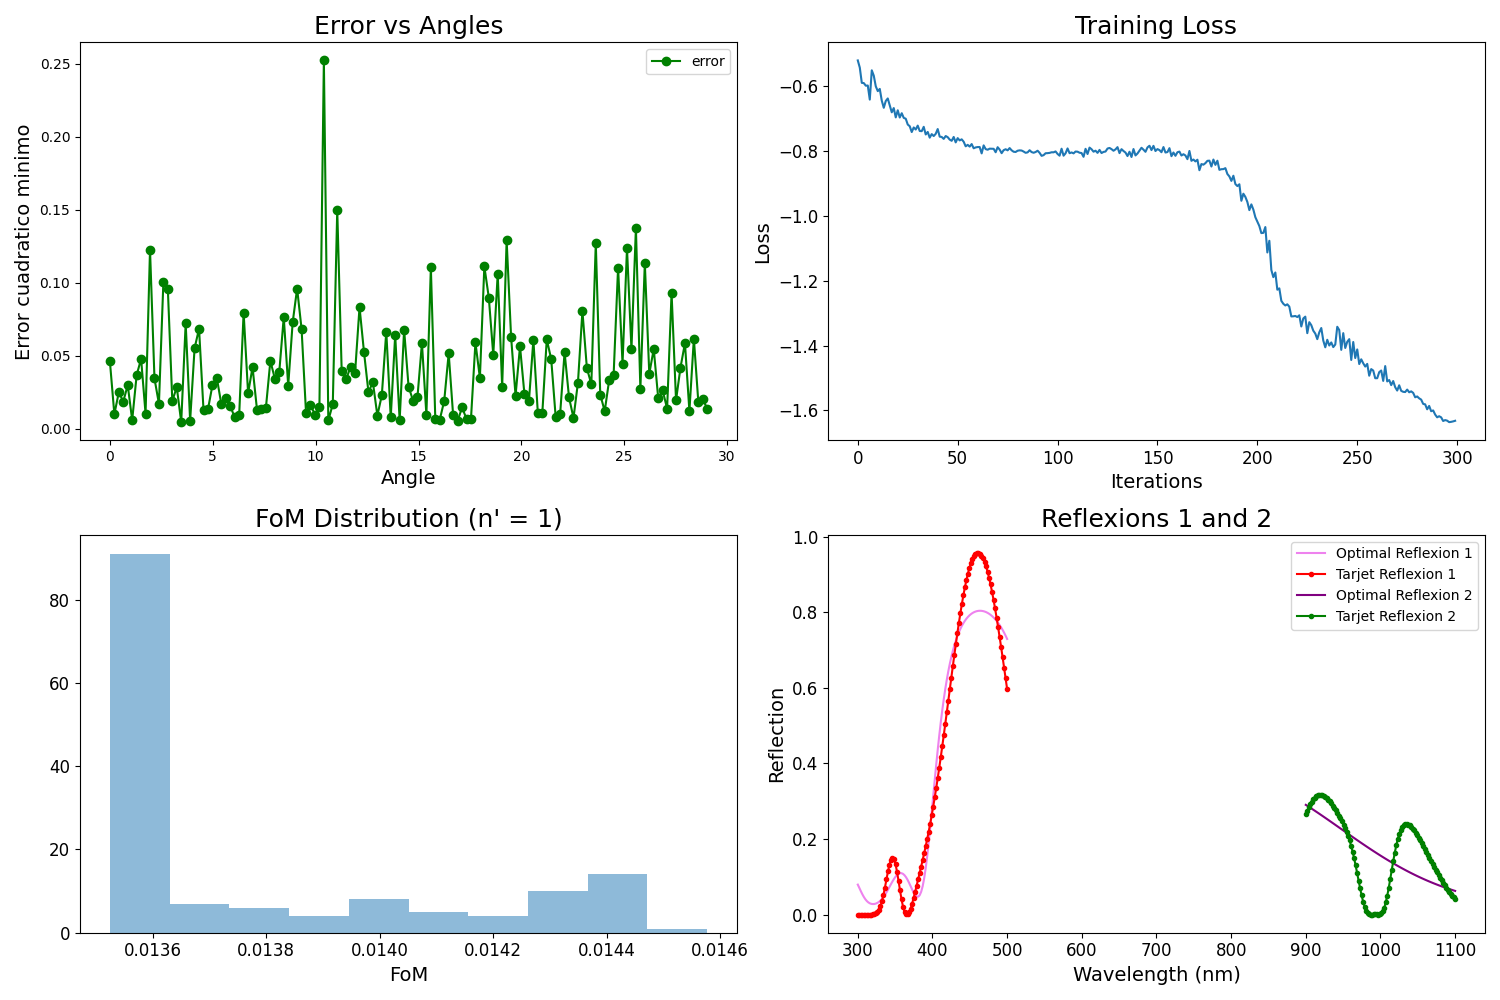 Error vs Angles
Error cuadratico minimo
0.25
0.20
0.15
0.10
0.05
0.00
error
0 5 10 15 20 25 30
Angle
Training Loss
Loss
−0.6
−0.8
−1.0
−1.2
−1.4
−1.6
0 50 100 150 200 250 300
Iterations
FoM Distribution (n' = 1)
80
60
40
20
0
0.0136 0.0138 0.0140 0.0142 0.0144 0.0146
FoM
Reflexions 1 and 2
Reflection
1.0
0.8
0.6
0.4
0.2
0.0
Optimal Reflexion 1
Tarjet Reflexion 1
Optimal Reflexion 2
Tarjet Reflexion 2
300 400 500 600 700 800 900 1000 1100
Wavelength (nm)